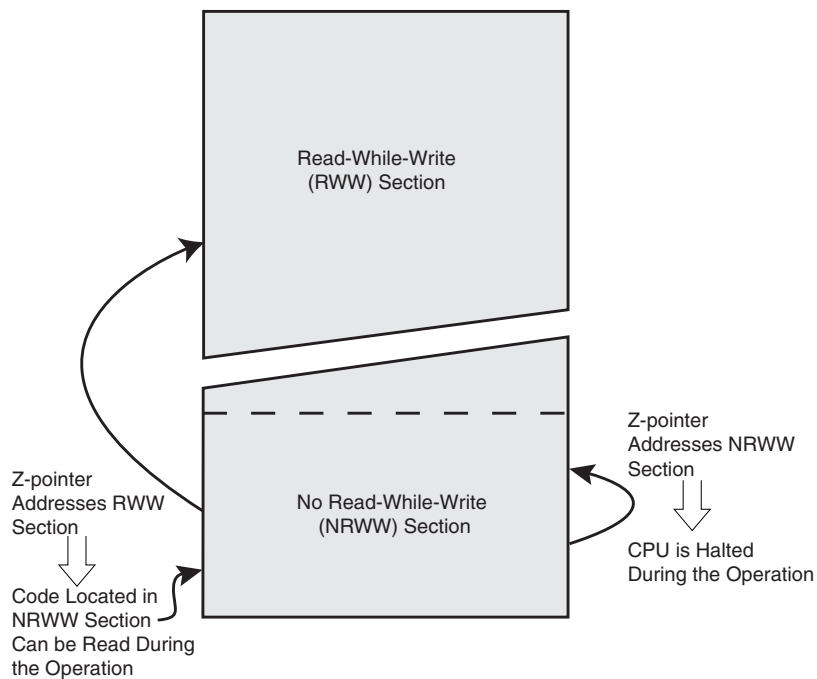 Read-While-Write
(RWW) Section
Z-pointer
Addresses NRWW
Section
No Read-While-Write
(NRWW) Section
CPU is Halted
During the Operation
Z-pointer
Addresses RWW
Section
Code Located in
NRWW Section
Can be Read During
the Operation